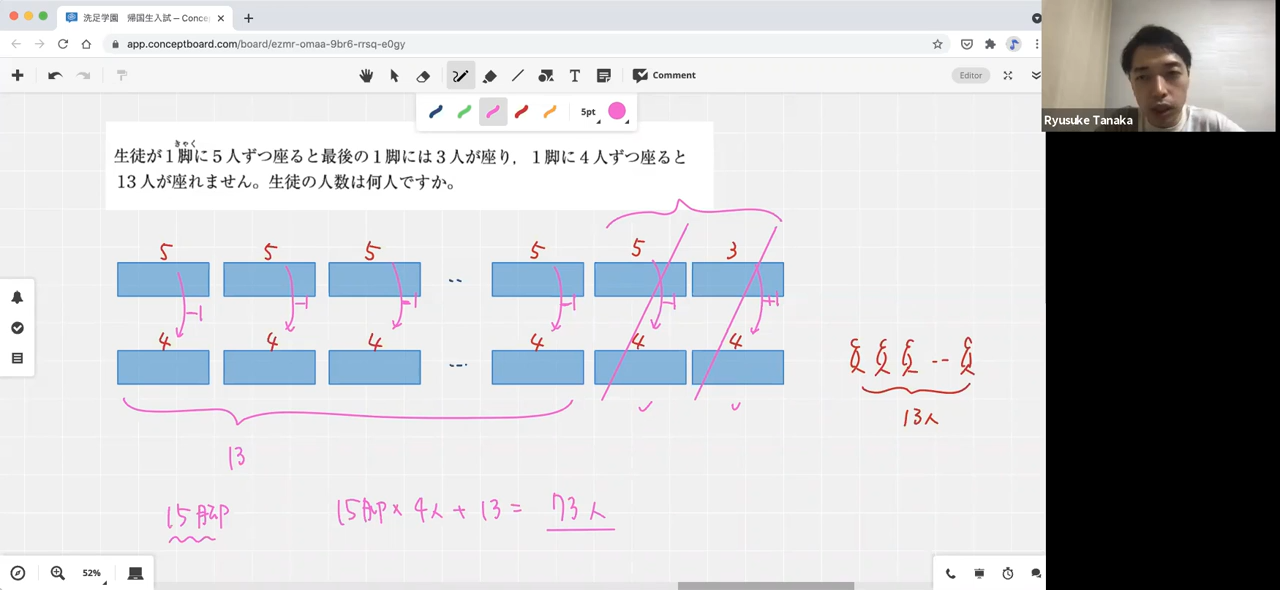 洗足学園 帰国生入試 — Conce
app.conceptboard.com/board/ezmr-omaa-9br6-rrsq-e0gy
Comment
Editor
5pt
Ryusuke Tanaka
きゃく
生徒が1脚に5人ずつ座ると最後の1脚には3人が座り，1脚に4人ずつ座ると
13人が座れません。生徒の人数は何人ですか。
5 5 5 5 5 3
-1 -1 -1 -1 -1 +1
4 4 4 4 4 4
13人
13
15脚 15脚×4人+13= 73人
52%